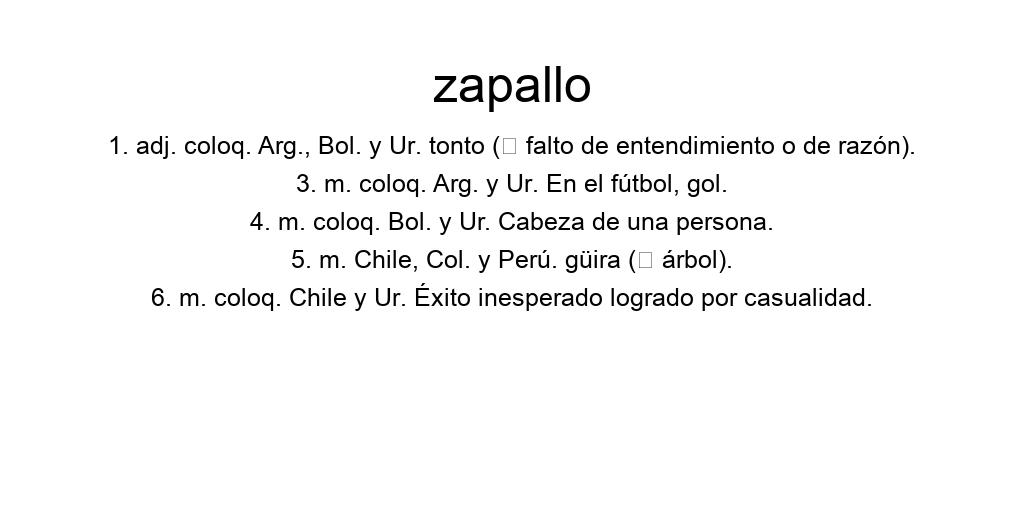 zapallo
1. adj. coloq. Arg., Bol. y Ur. tonto (□ falto de entendimiento o de razón).
3. m. coloq. Arg. y Ur. En el fútbol, gol.
4. m. coloq. Bol. y Ur. Cabeza de una persona.
5. m. Chile, Col. y Perú. güira (□ árbol).
6. m. coloq. Chile y Ur. Éxito inesperado logrado por casualidad.